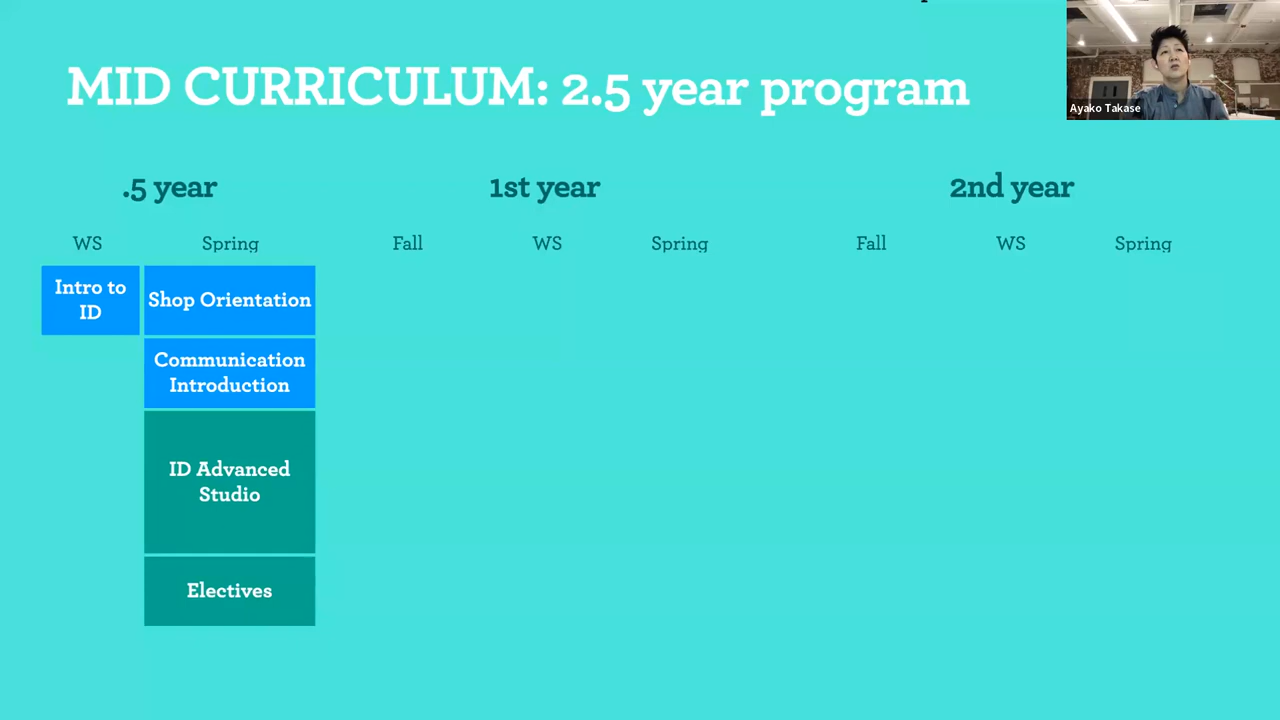 MID CURRICULUM: 2.5 year program
Ayako Takase
.5 year
1st year
2nd year
WS
Spring
Fall
WS
Spring
Fall
WS
Spring
Intro to
ID
Shop Orientation
Communication
Introduction
ID Advanced
Studio
Electives